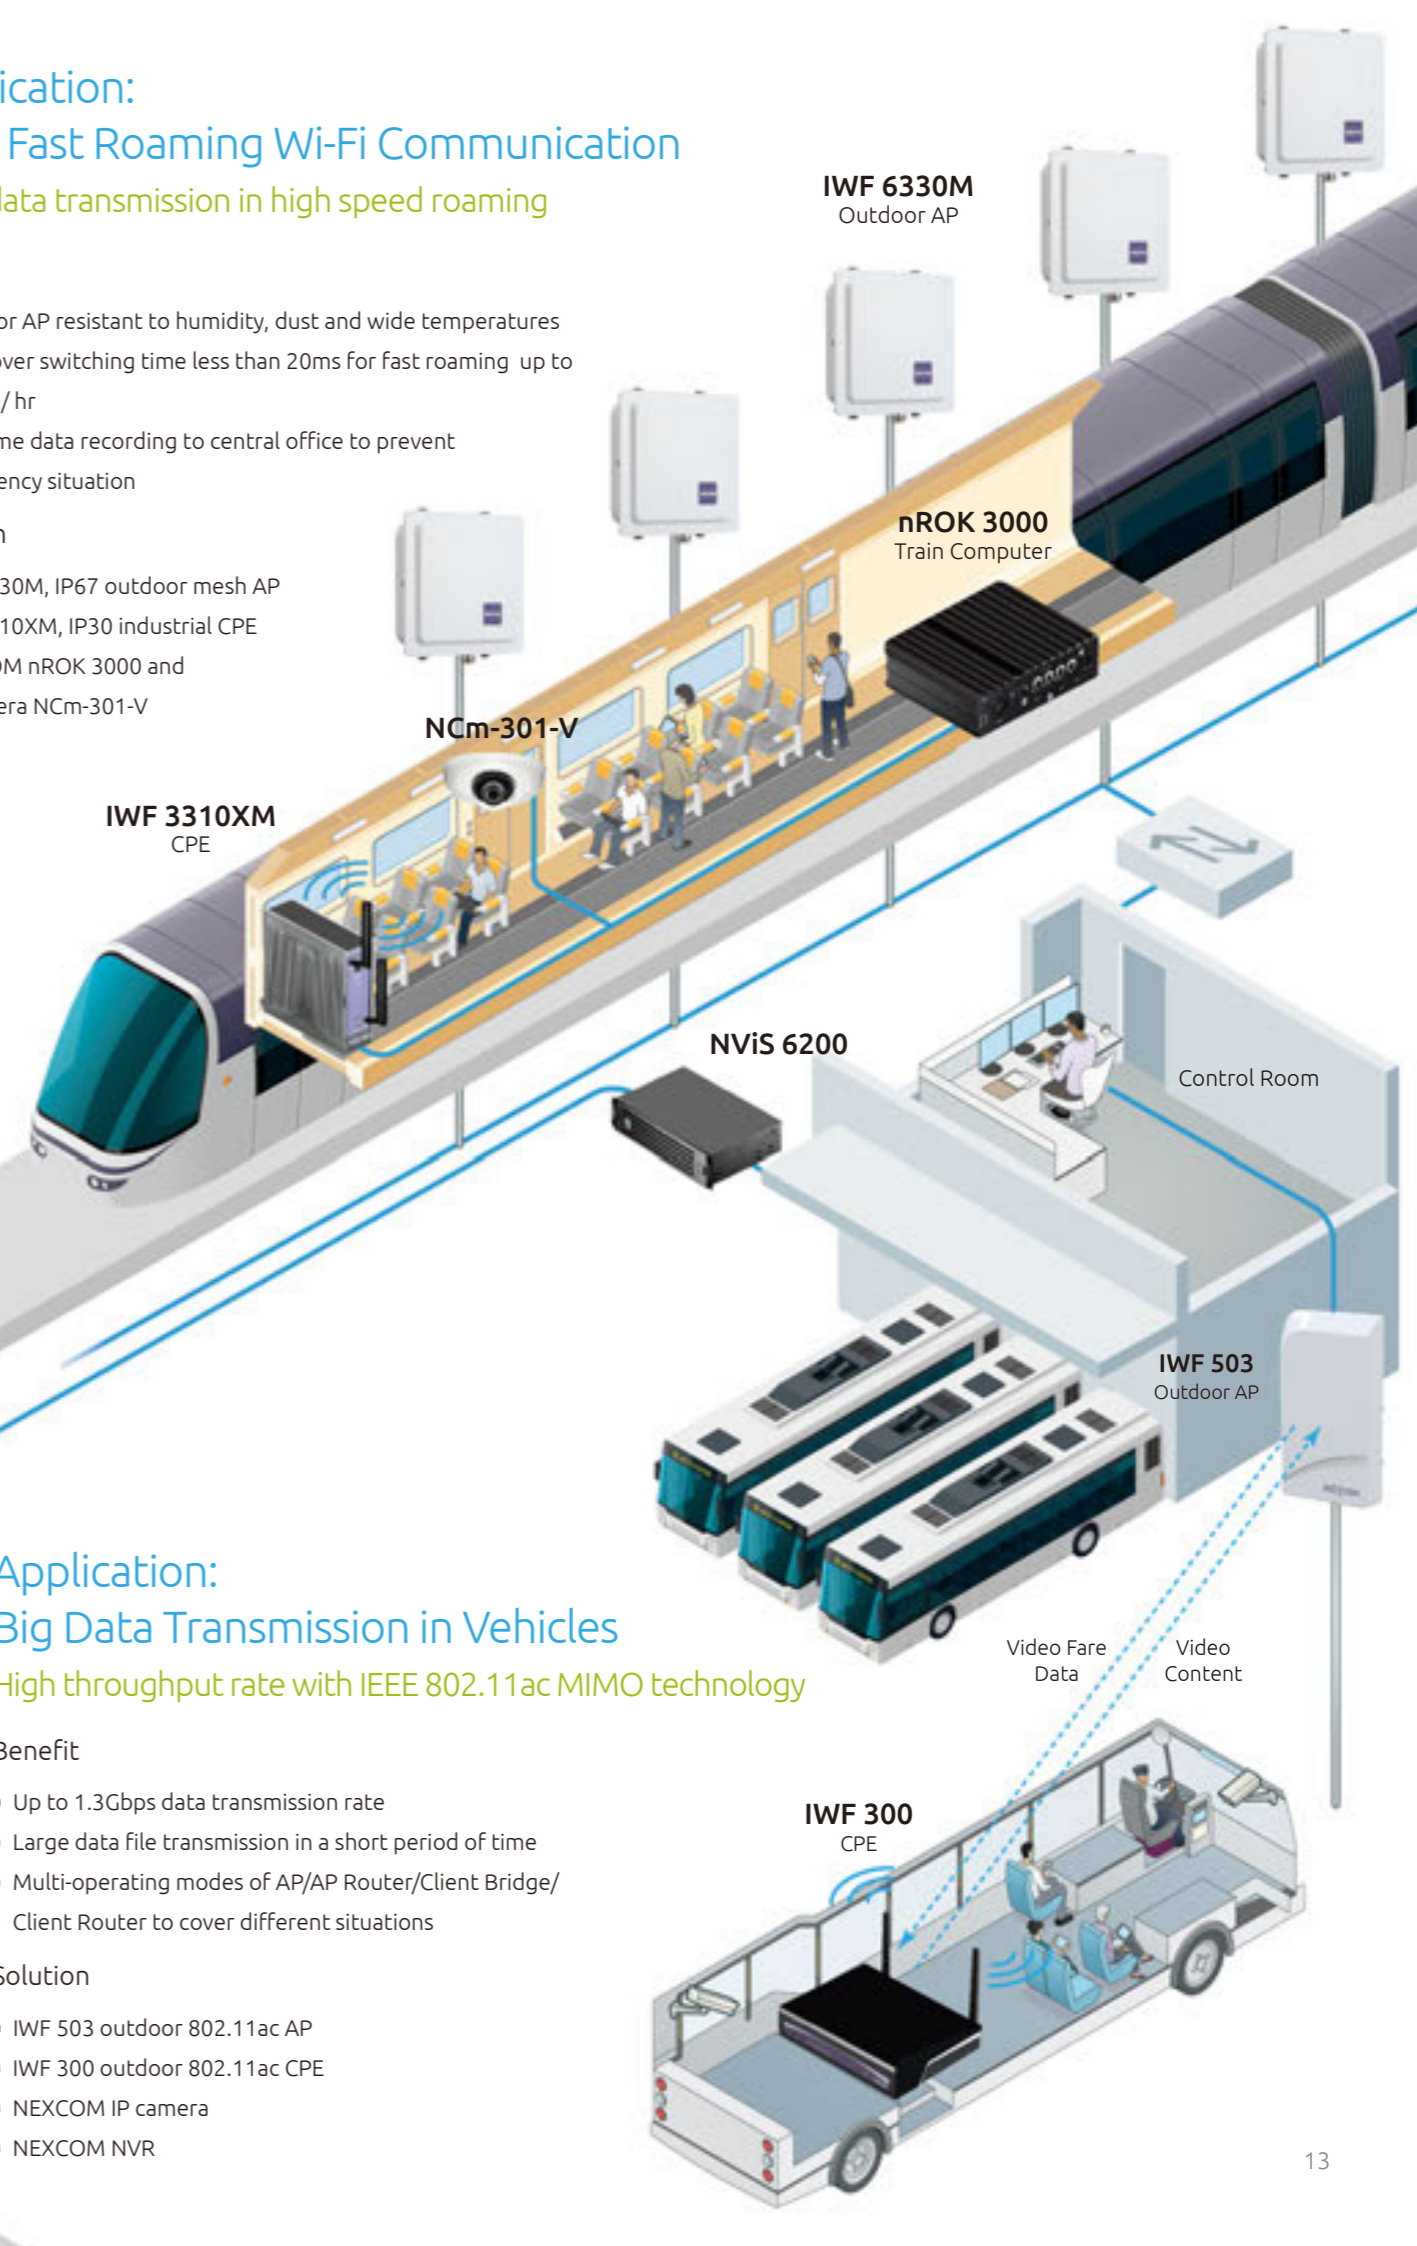 ication:
Fast Roaming Wi-Fi Communication
data transmission in high speed roaming
or AP resistant to humidity, dust and wide temperatures
over switching time less than 20ms for fast roaming up to
/ hr
me data recording to central office to prevent
ency situation
n
30M, IP67 outdoor mesh AP
10XM, IP30 industrial CPE
OM nROK 3000 and
era NCm-301-V
IWF 6330M
Outdoor AP
nROK 3000
Train Computer
NCm-301-V
IWF 3310XM
CPE
NViS 6200
Control Room
IWF 503
Outdoor AP
Application:
Big Data Transmission in Vehicles
High throughput rate with IEEE 802.11ac MIMO technology
Benefit
Up to 1.3Gbps data transmission rate
Large data file transmission in a short period of time
Multi-operating modes of AP/AP Router/Client Bridge/
Client Router to cover different situations
Solution
IWF 503 outdoor 802.11ac AP
IWF 300 outdoor 802.11ac CPE
NEXCOM IP camera
NEXCOM NVR
Video Fare
Data
Video
Content
IWF 300
CPE
13